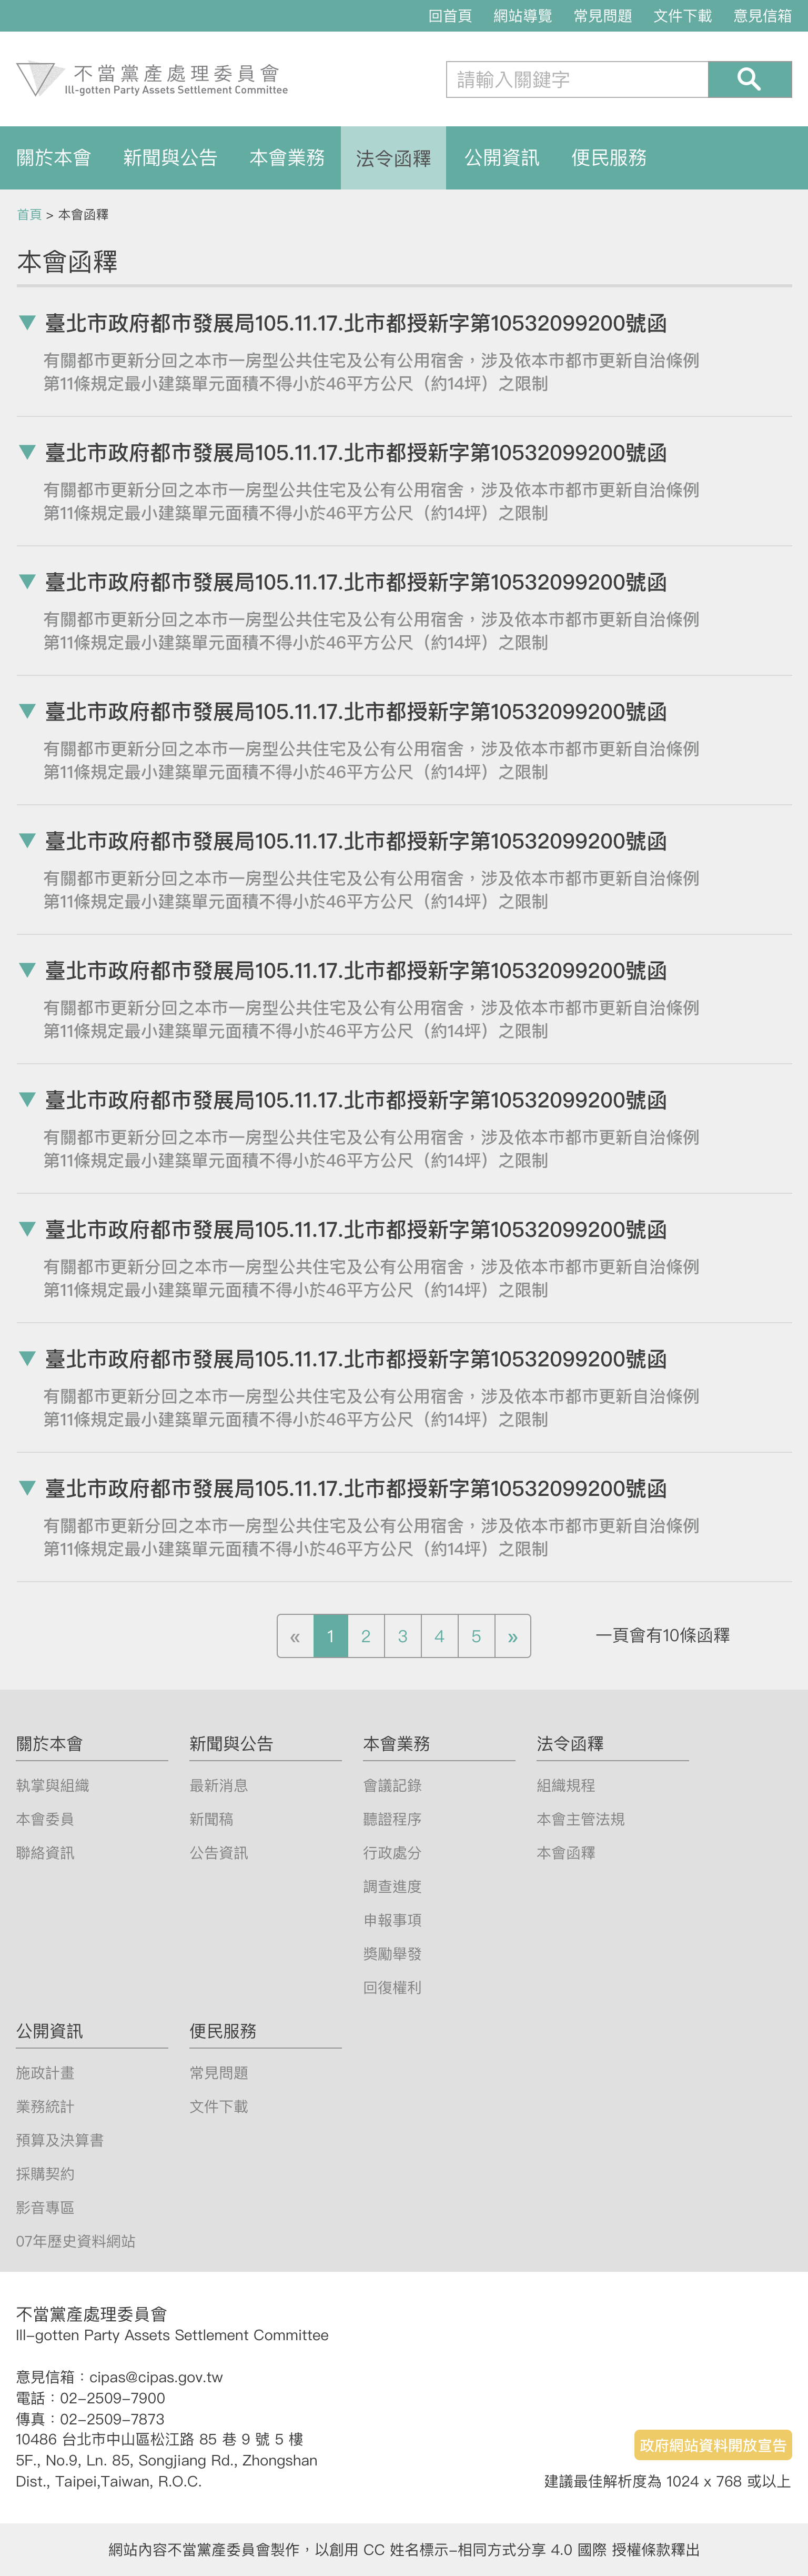 回首頁 網站導覽 常見問題 文件下載 意見信箱
不當黨產處理委員會
Ill-gotten Party Assets Settlement Committee
請輸入關鍵字
關於本會 新聞與公告 本會業務 法令函釋 公開資訊 便民服務
首頁 > 本會函釋
本會函釋
▼ 臺北市政府都市發展局105.11.17.北市都授新字第10532099200號函
有關都市更新分回之本市一房型公共住宅及公有公用宿舍，涉及依本市都市更新自治條例
第11條規定最小建築單元面積不得小於46平方公尺（約14坪）之限制
▼ 臺北市政府都市發展局105.11.17.北市都授新字第10532099200號函
有關都市更新分回之本市一房型公共住宅及公有公用宿舍，涉及依本市都市更新自治條例
第11條規定最小建築單元面積不得小於46平方公尺（約14坪）之限制
▼ 臺北市政府都市發展局105.11.17.北市都授新字第10532099200號函
有關都市更新分回之本市一房型公共住宅及公有公用宿舍，涉及依本市都市更新自治條例
第11條規定最小建築單元面積不得小於46平方公尺（約14坪）之限制
▼ 臺北市政府都市發展局105.11.17.北市都授新字第10532099200號函
有關都市更新分回之本市一房型公共住宅及公有公用宿舍，涉及依本市都市更新自治條例
第11條規定最小建築單元面積不得小於46平方公尺（約14坪）之限制
▼ 臺北市政府都市發展局105.11.17.北市都授新字第10532099200號函
有關都市更新分回之本市一房型公共住宅及公有公用宿舍，涉及依本市都市更新自治條例
第11條規定最小建築單元面積不得小於46平方公尺（約14坪）之限制
▼ 臺北市政府都市發展局105.11.17.北市都授新字第10532099200號函
有關都市更新分回之本市一房型公共住宅及公有公用宿舍，涉及依本市都市更新自治條例
第11條規定最小建築單元面積不得小於46平方公尺（約14坪）之限制
▼ 臺北市政府都市發展局105.11.17.北市都授新字第10532099200號函
有關都市更新分回之本市一房型公共住宅及公有公用宿舍，涉及依本市都市更新自治條例
第11條規定最小建築單元面積不得小於46平方公尺（約14坪）之限制
▼ 臺北市政府都市發展局105.11.17.北市都授新字第10532099200號函
有關都市更新分回之本市一房型公共住宅及公有公用宿舍，涉及依本市都市更新自治條例
第11條規定最小建築單元面積不得小於46平方公尺（約14坪）之限制
▼ 臺北市政府都市發展局105.11.17.北市都授新字第10532099200號函
有關都市更新分回之本市一房型公共住宅及公有公用宿舍，涉及依本市都市更新自治條例
第11條規定最小建築單元面積不得小於46平方公尺（約14坪）之限制
▼ 臺北市政府都市發展局105.11.17.北市都授新字第10532099200號函
有關都市更新分回之本市一房型公共住宅及公有公用宿舍，涉及依本市都市更新自治條例
第11條規定最小建築單元面積不得小於46平方公尺（約14坪）之限制
« 1 2 3 4 5 » 一頁會有10條函釋
關於本會
執掌與組織
本會委員
聯絡資訊
新聞與公告
最新消息
新聞稿
公告資訊
本會業務
會議記錄
聽證程序
行政處分
調查進度
申報事項
獎勵舉發
回復權利
法令函釋
組織規程
本會主管法規
本會函釋
公開資訊
施政計畫
業務統計
預算及決算書
採購契約
影音專區
07年歷史資料網站
便民服務
常見問題
文件下載
不當黨產處理委員會
Ill-gotten Party Assets Settlement Committee
意見信箱：cipas@cipas.gov.tw
電話：02-2509-7900
傳真：02-2509-7873
10486 台北市中山區松江路 85 巷 9 號 5 樓
5F., No.9, Ln. 85, Songjiang Rd., Zhongshan
Dist., Taipei,Taiwan, R.O.C.
政府網站資料開放宣告
建議最佳解析度為 1024 x 768 或以上
網站內容不當黨產委員會製作，以創用 CC 姓名標示-相同方式分享 4.0 國際 授權條款釋出